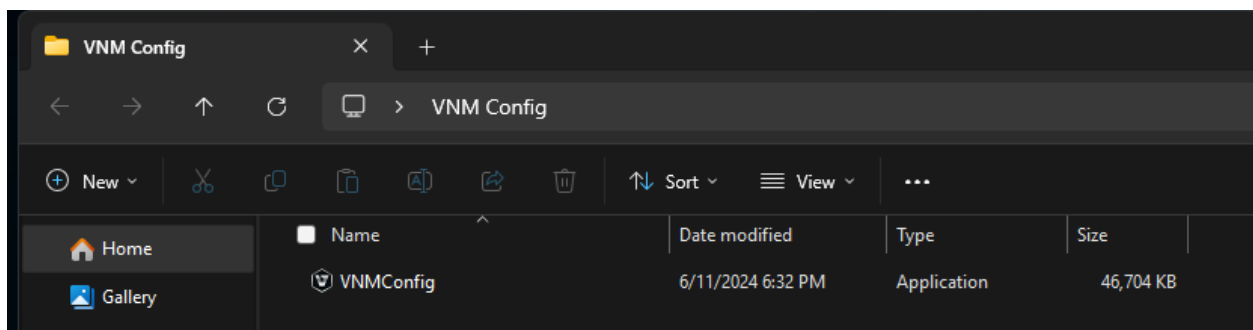 VNM Config
VNM Config
New Sort View
Name Date modified Type Size
Home
VNMConfig 6/11/2024 6:32 PM Application 46,704 KB
Gallery